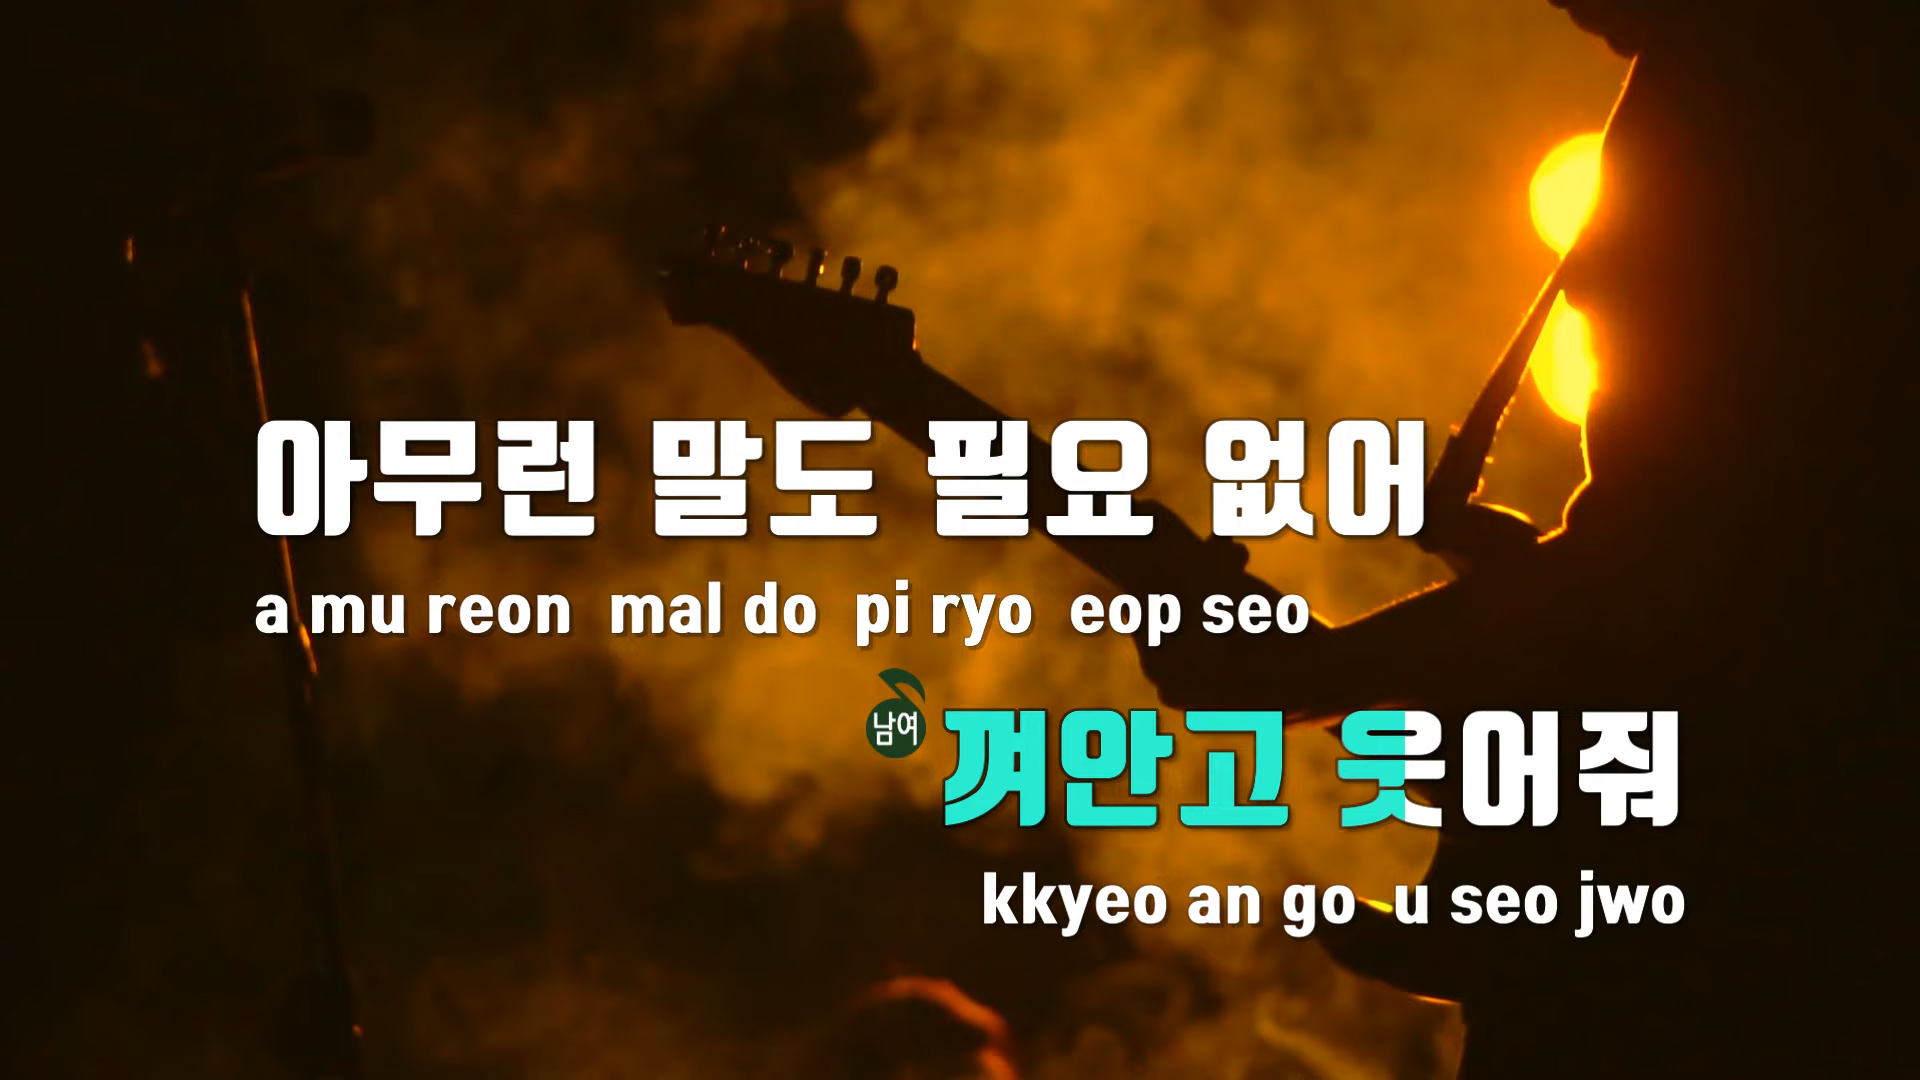 아무런 말도 필요 없어
a mu reon mal do pi ryo eop seo
남여 껴안고 웃어줘
kkyeo an go u seo jwo